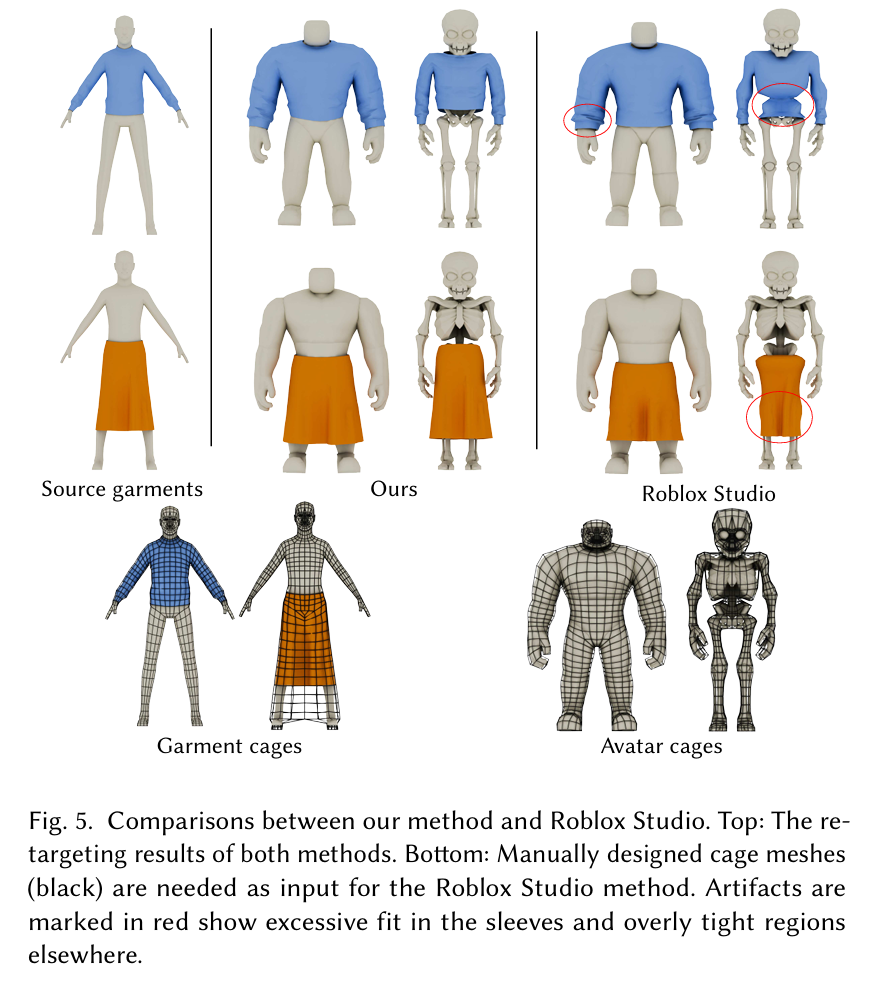 Source garments
Ours
Roblox Studio
Garment cages
Avatar cages
Fig. 5. Comparisons between our method and Roblox Studio. Top: The re-
targeting results of both methods. Bottom: Manually designed cage meshes
(black) are needed as input for the Roblox Studio method. Artifacts are
marked in red show excessive fit in the sleeves and overly tight regions
elsewhere.